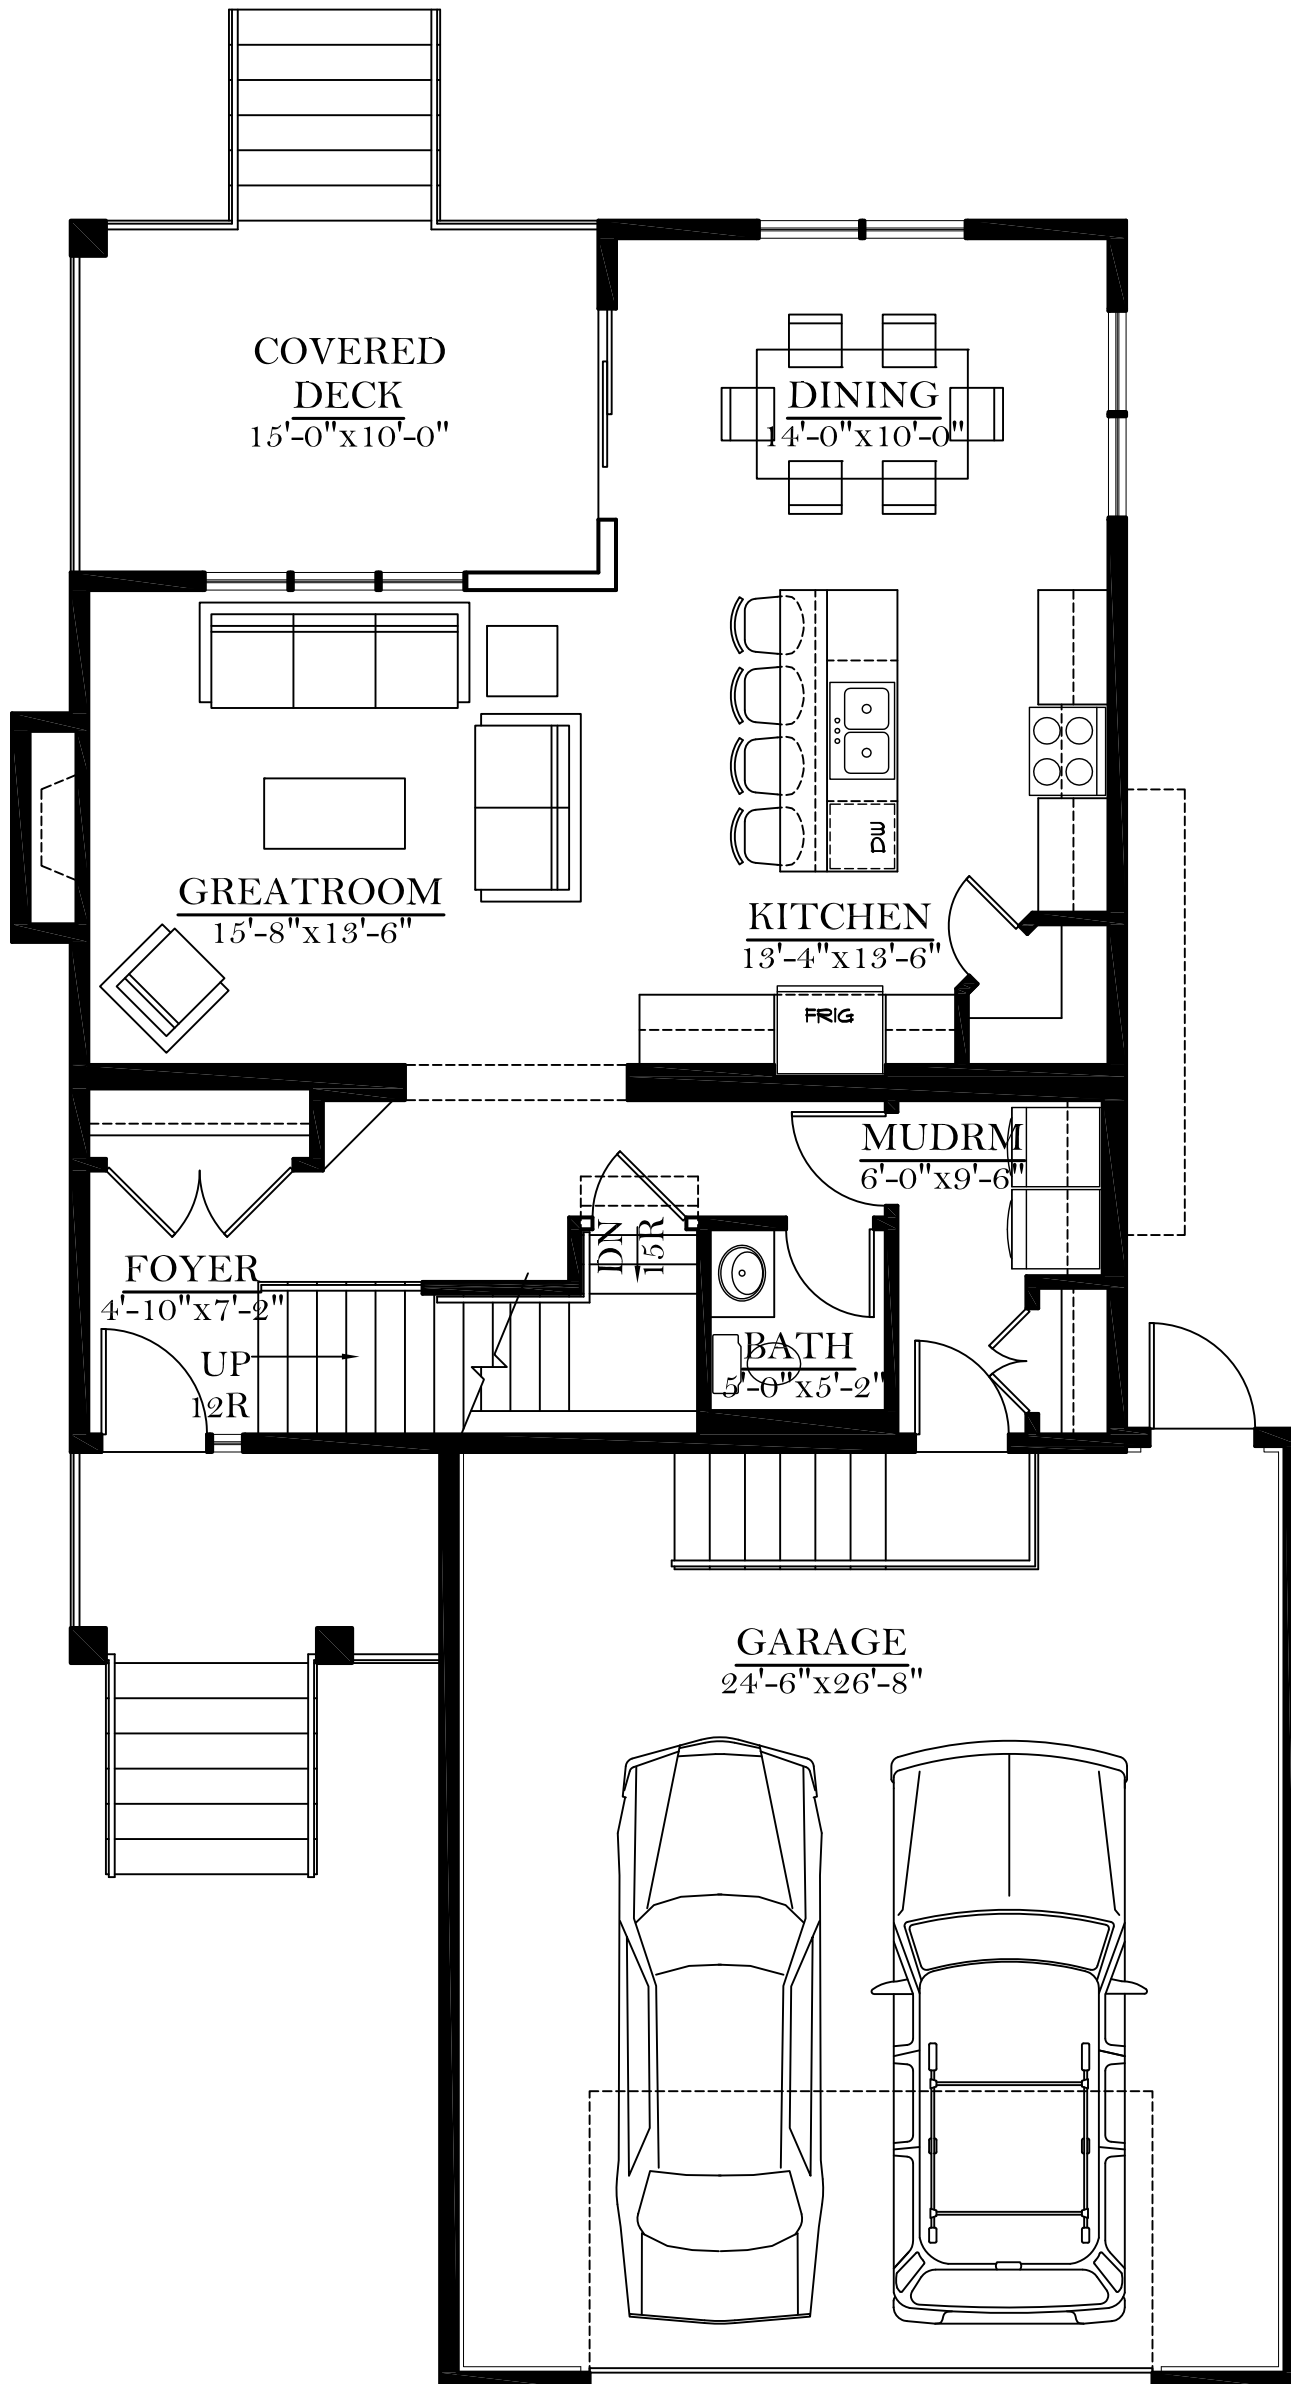 COVERED
DECK
15'-0"x10'-0"
DINING
14'-0"x10'-0"
DW
GREATROOM
15'-8"x13'-6"
KITCHEN
13'-4"x13'-6"
FRIG
MUDRM
6'-0"x9'-6"
DN
15R
FOYER
4'-10"x7'-2"
UP
12R
BATH
5'-0"x5'-2"
GARAGE
24'-6"x26'-8"